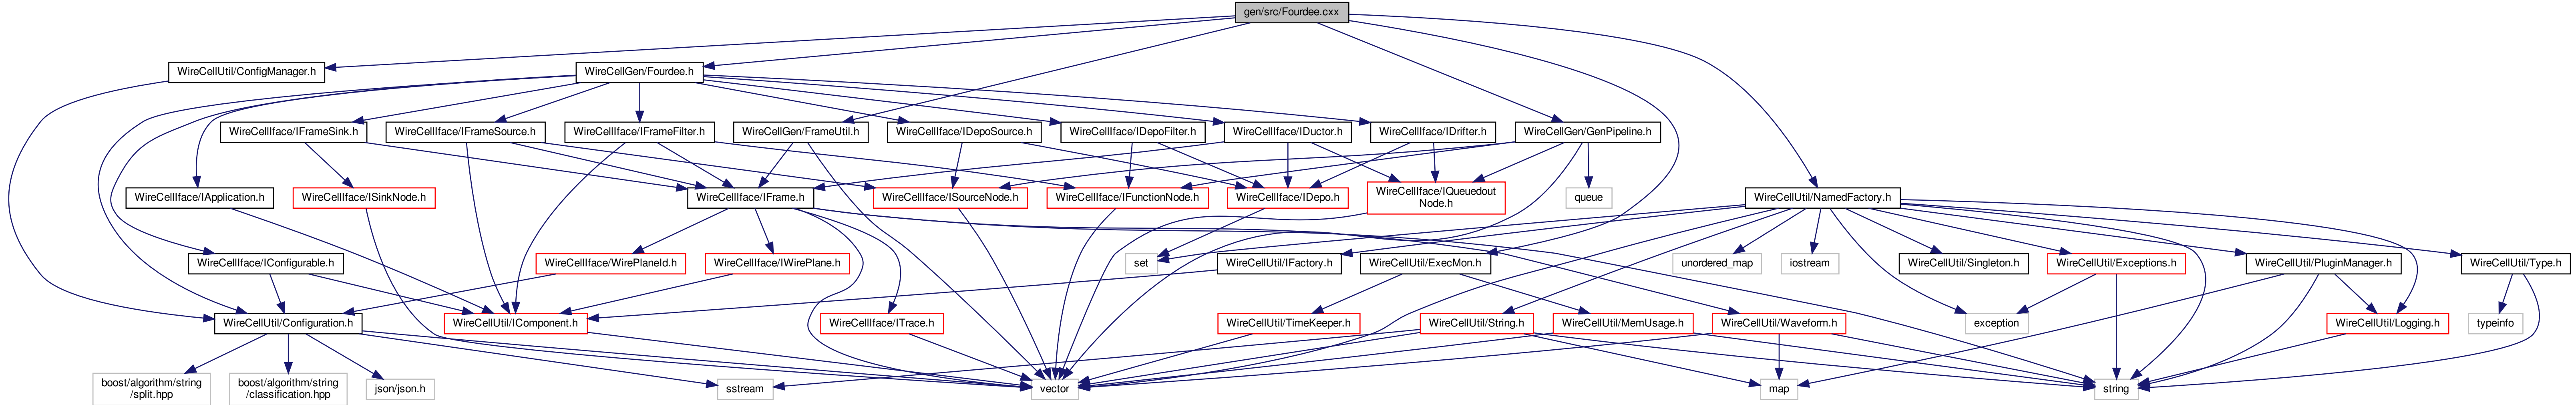 gen/src/Fourdee.cxx
WireCellUtil/ConfigManager.h
WireCellGen/Fourdee.h
WireCellIface/IFrameSink.h
WireCellIface/IFrameSource.h
WireCellIface/IFrameFilter.h
WireCellGen/FrameUtil.h
WireCellIface/IDepoSource.h
WireCellIface/IDepoFilter.h
WireCellIface/IDuctor.h
WireCellIface/IDrifter.h
WireCellGen/GenPipeline.h
WireCellIface/IApplication.h
WireCellIface/ISinkNode.h
WireCellIface/IFrame.h
WireCellIface/ISourceNode.h
WireCellIface/IFunctionNode.h
WireCellIface/IDepo.h
WireCellIface/IQueuedout
Node.h
queue
WireCellUtil/NamedFactory.h
WireCellIface/IConfigurable.h
WireCellIface/WirePlaneId.h
WireCellIface/IWirePlane.h
set
WireCellUtil/IFactory.h
WireCellUtil/ExecMon.h
unordered_map
iostream
WireCellUtil/Singleton.h
WireCellUtil/Exceptions.h
WireCellUtil/PluginManager.h
WireCellUtil/Type.h
WireCellUtil/Configuration.h
WireCellUtil/IComponent.h
WireCellIface/ITrace.h
WireCellUtil/TimeKeeper.h
WireCellUtil/String.h
WireCellUtil/MemUsage.h
WireCellUtil/Waveform.h
exception
WireCellUtil/Logging.h
typeinfo
boost/algorithm/string
/split.hpp
boost/algorithm/string
/classification.hpp
json/json.h
sstream
vector
map
string